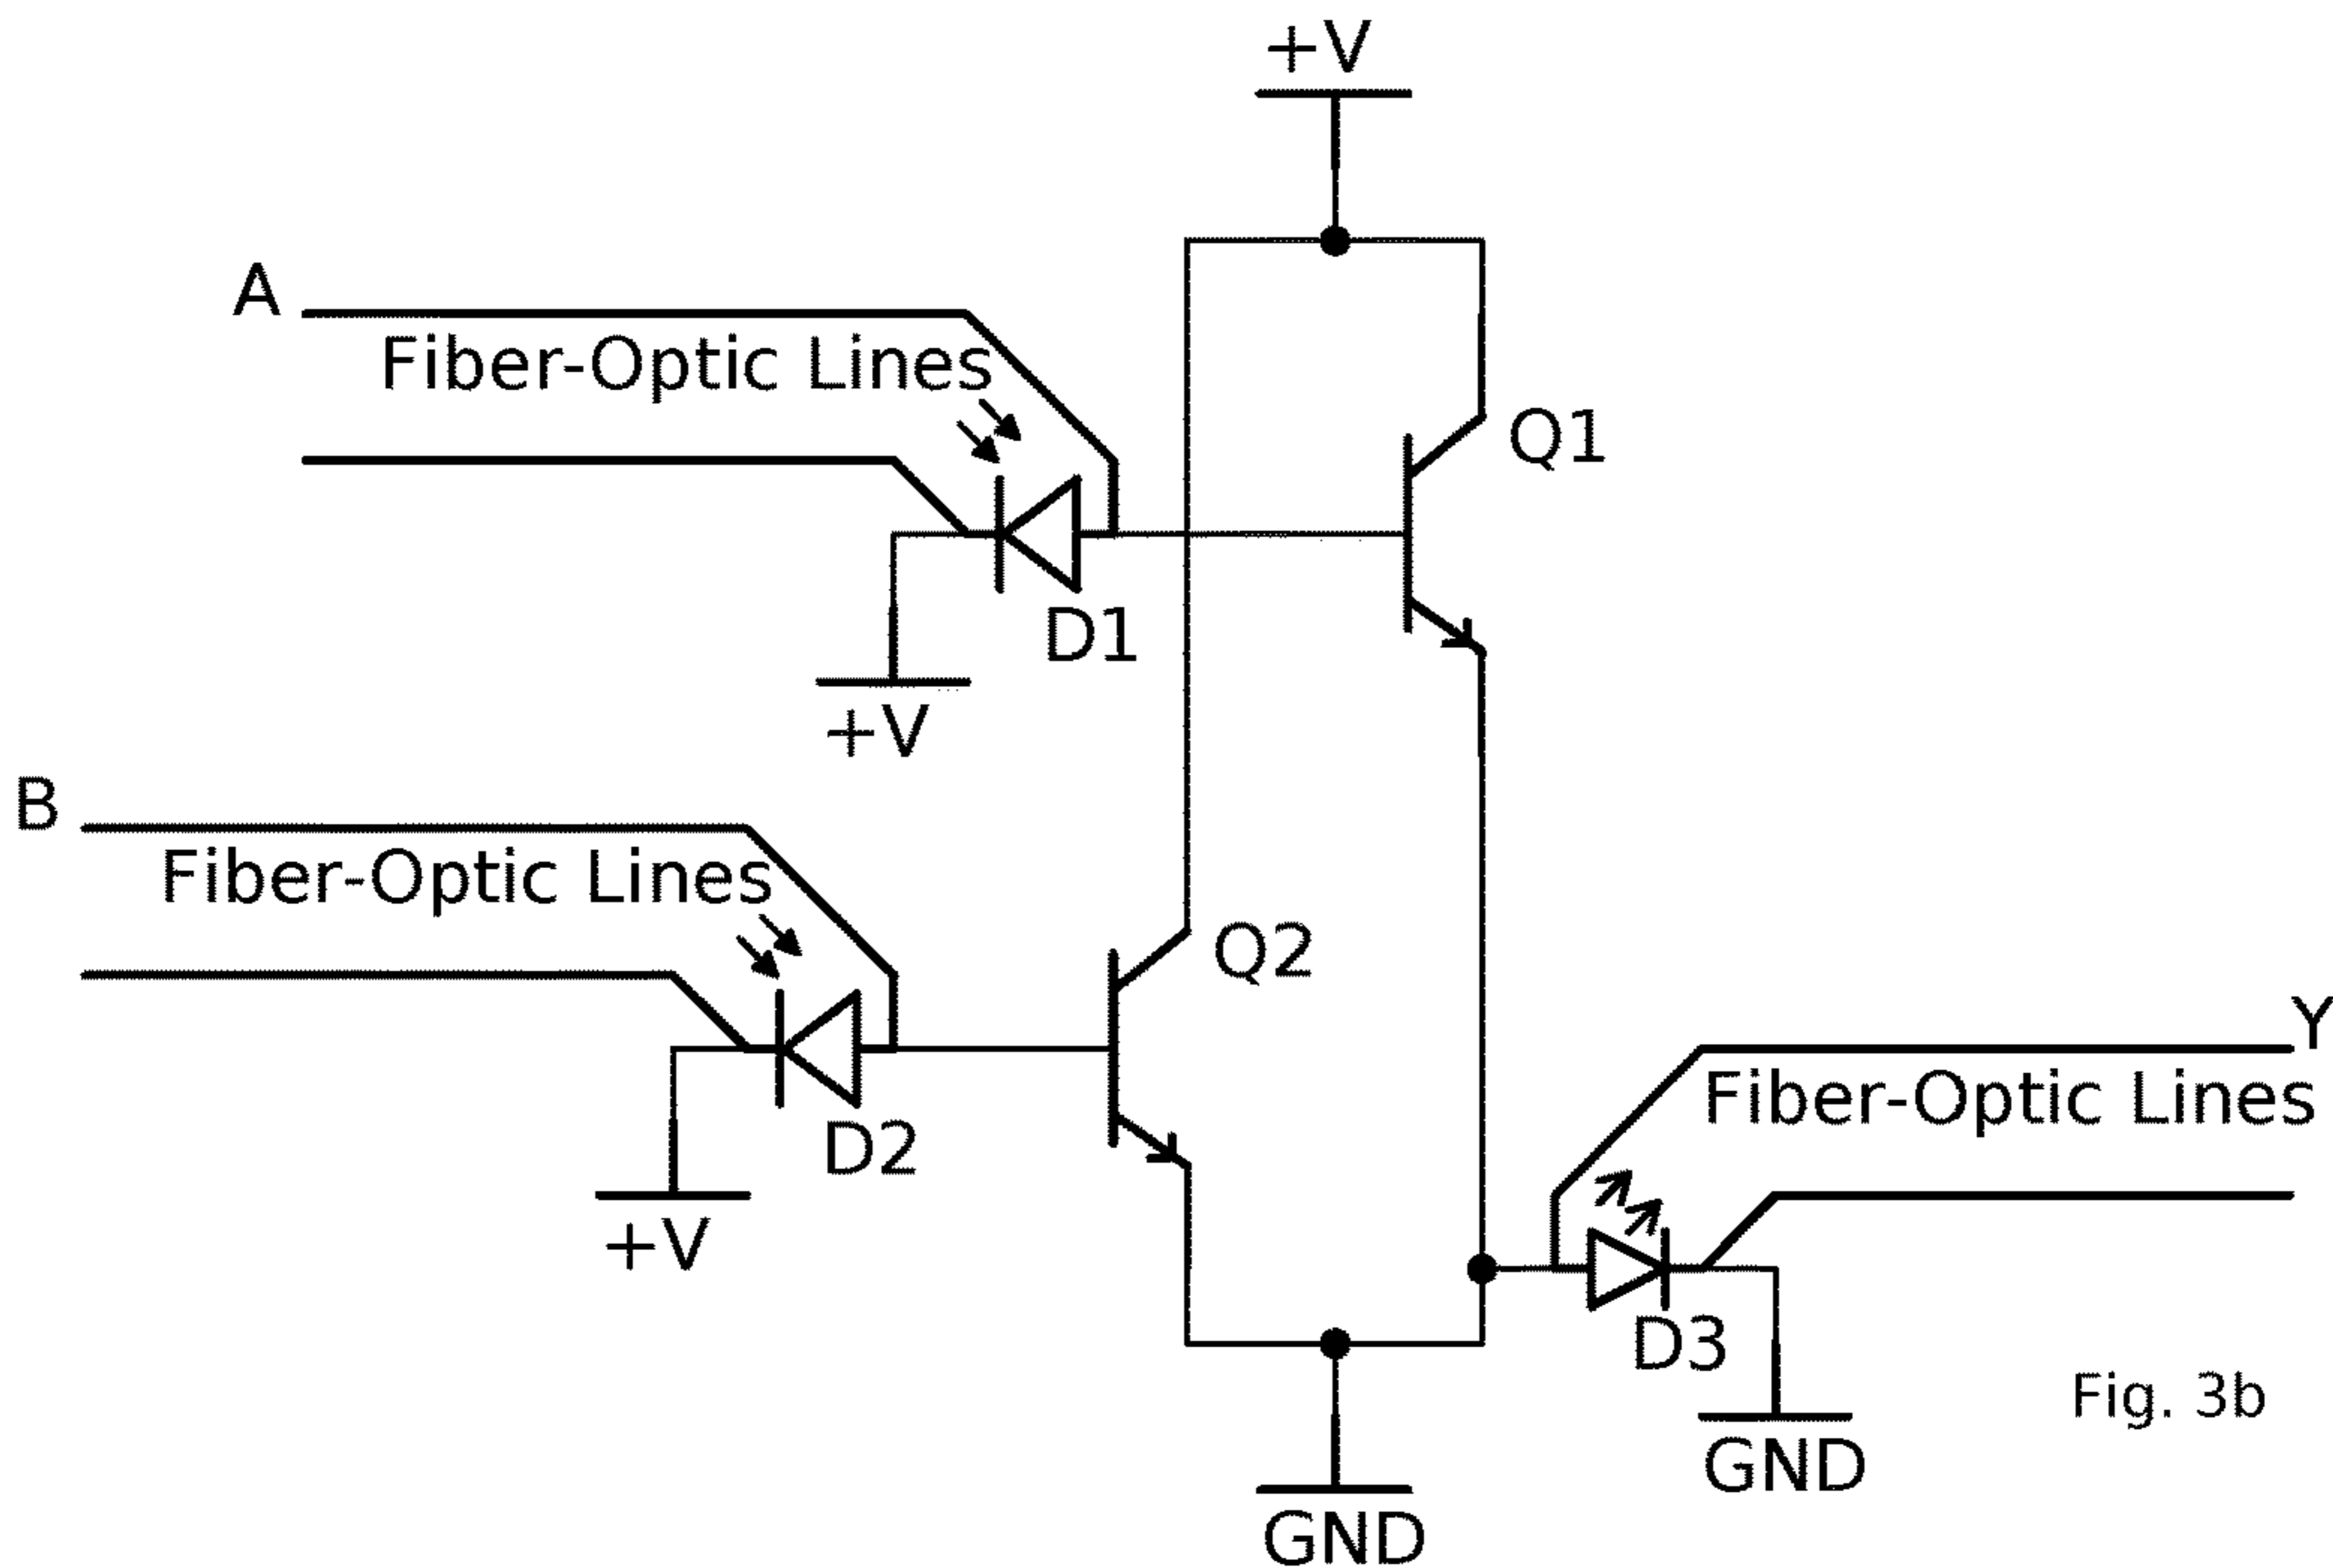 +V
A
Fiber-Optic Lines
Q1
D1
+V
B
Fiber-Optic Lines
Q2
Y
Fiber-Optic Lines
D2
+V
D3
Fig. 3b
GND
GND